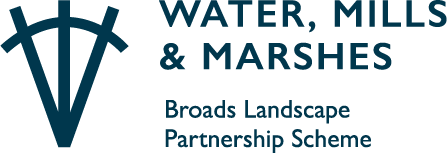 WATER, MILLS
& MARSHES
Broads Landscape
Partnership Scheme